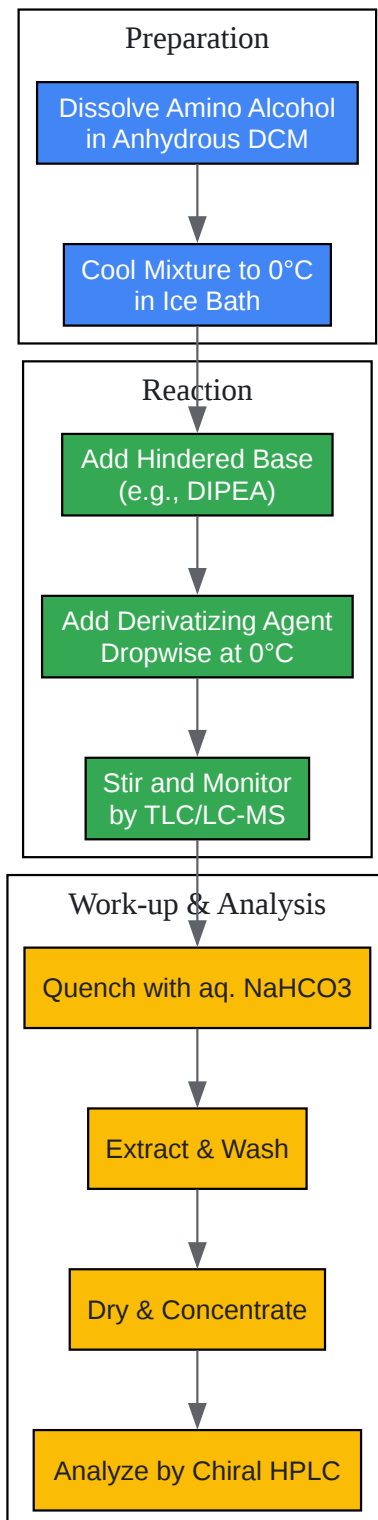 Preparation
Dissolve Amino Alcohol
in Anhydrous DCM
Cool Mixture to 0°C
in Ice Bath
Reaction
Add Hindered Base
(e.g., DIPEA)
Add Derivatizing Agent
Dropwise at 0°C
Stir and Monitor
by TLC/LC-MS
Work-up & Analysis
Quench with aq. NaHCO3
Extract & Wash
Dry & Concentrate
Analyze by Chiral HPLC